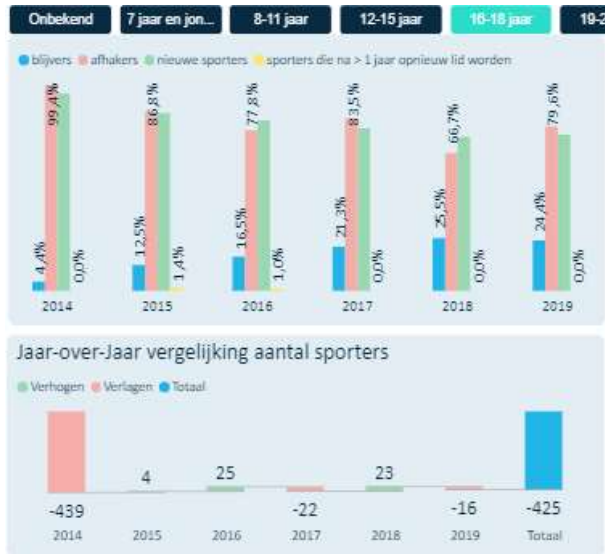 Onbekend 7 jaar en jon... 8-11 jaar 12-15 jaar 16-18 jaar 19-2
blijvers afhakers nieuwe sporters sporters die na > 1 jaar opnieuw lid worden
4,4% 99,4% 0,0% 12,5% 86,8% 1,4% 16,5% 77,8% 1,0% 21,3% 83,5% 0,0% 25,5% 66,7% 0,0% 24,4% 79,6% 0,0%
2014 2015 2016 2017 2018 2019
Jaar-over-Jaar vergelijking aantal sporters
Verhogen Verlagen Totaal
-439 4 25 -22 23 -16 -425
2014 2015 2016 2017 2018 2019 Totaal